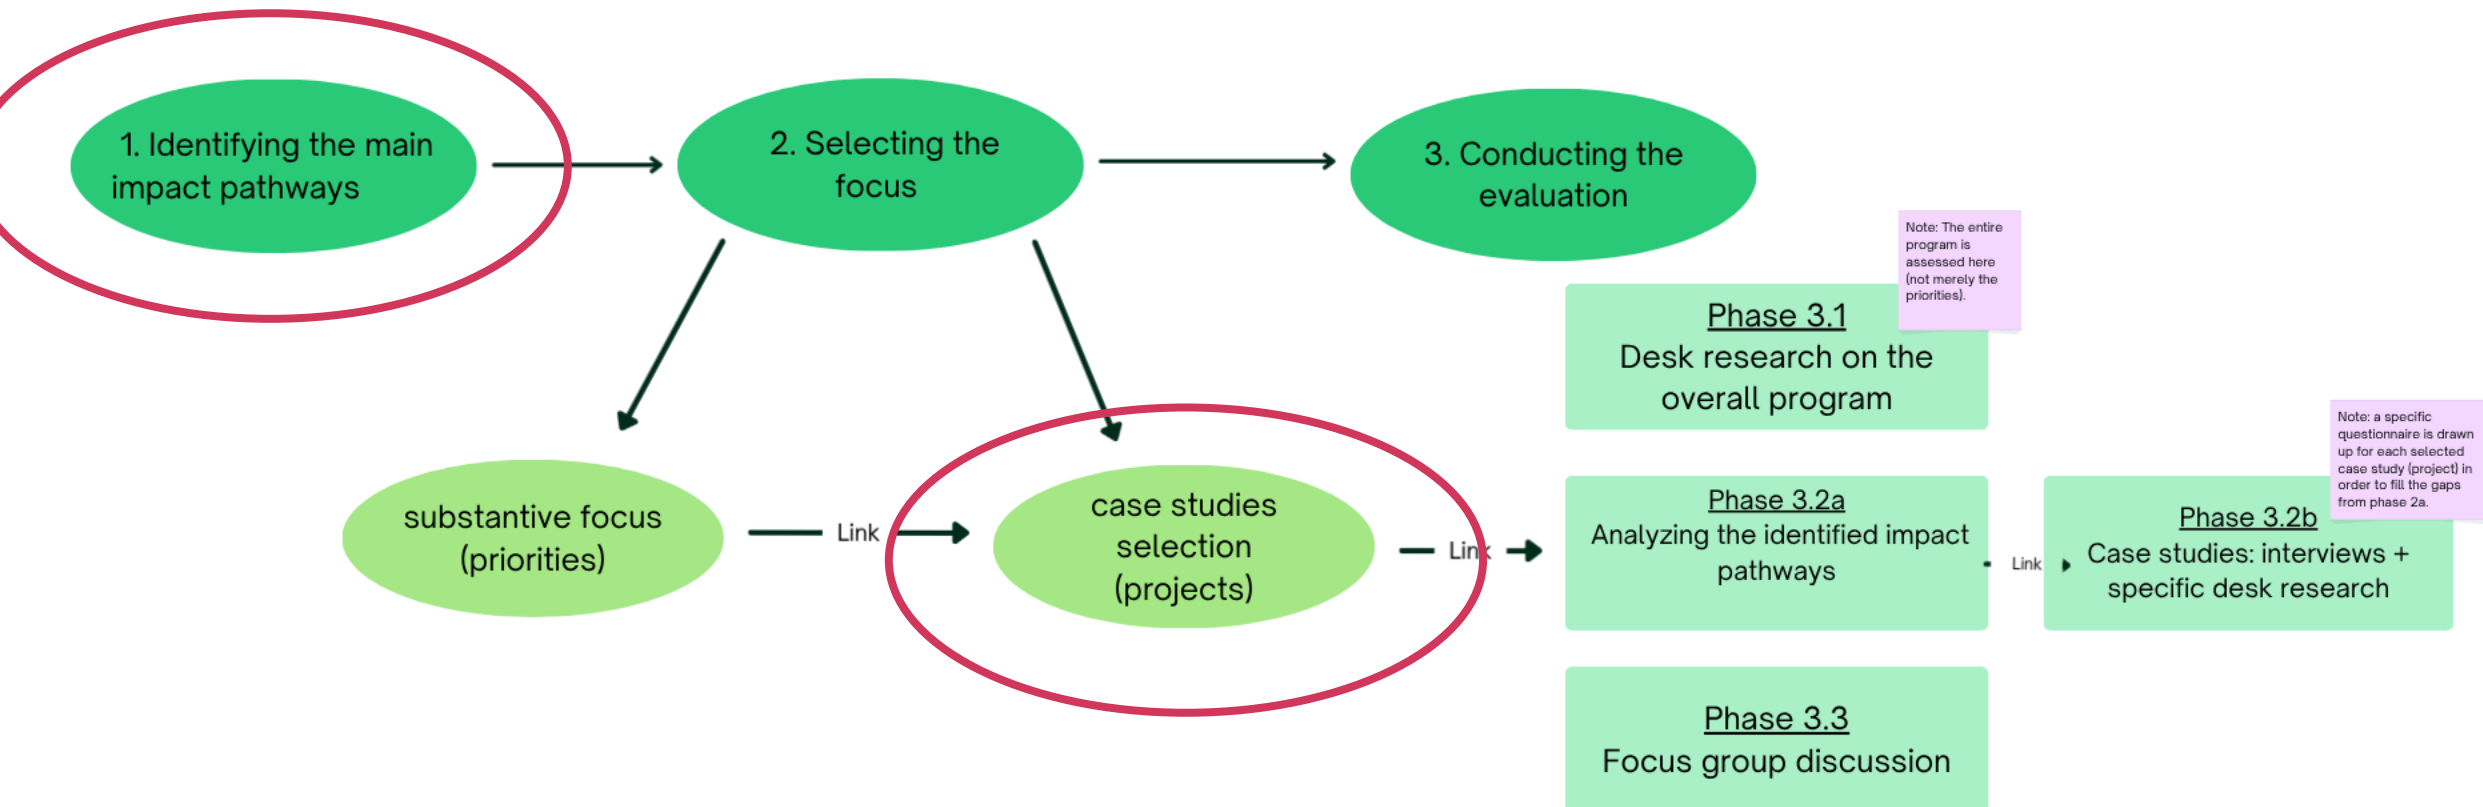 1. Identifying the main
impact pathways
2. Selecting the
focus
3. Conducting the
evaluation
Note: The entire
program is
assessed here
(not merely the
priorities).
Phase 3.1
Desk research on the
overall program
substantive focus
(priorities)
Link
case studies
selection
(projects)
Link
Phase 3.2a
Analyzing the identified impact
pathways
Link
Note: a specific
questionnaire is drawn
up for each selected
case study (project) in
order to fill the gaps
from phase 2a.
Phase 3.2b
Case studies: interviews +
specific desk research
Phase 3.3
Focus group discussion